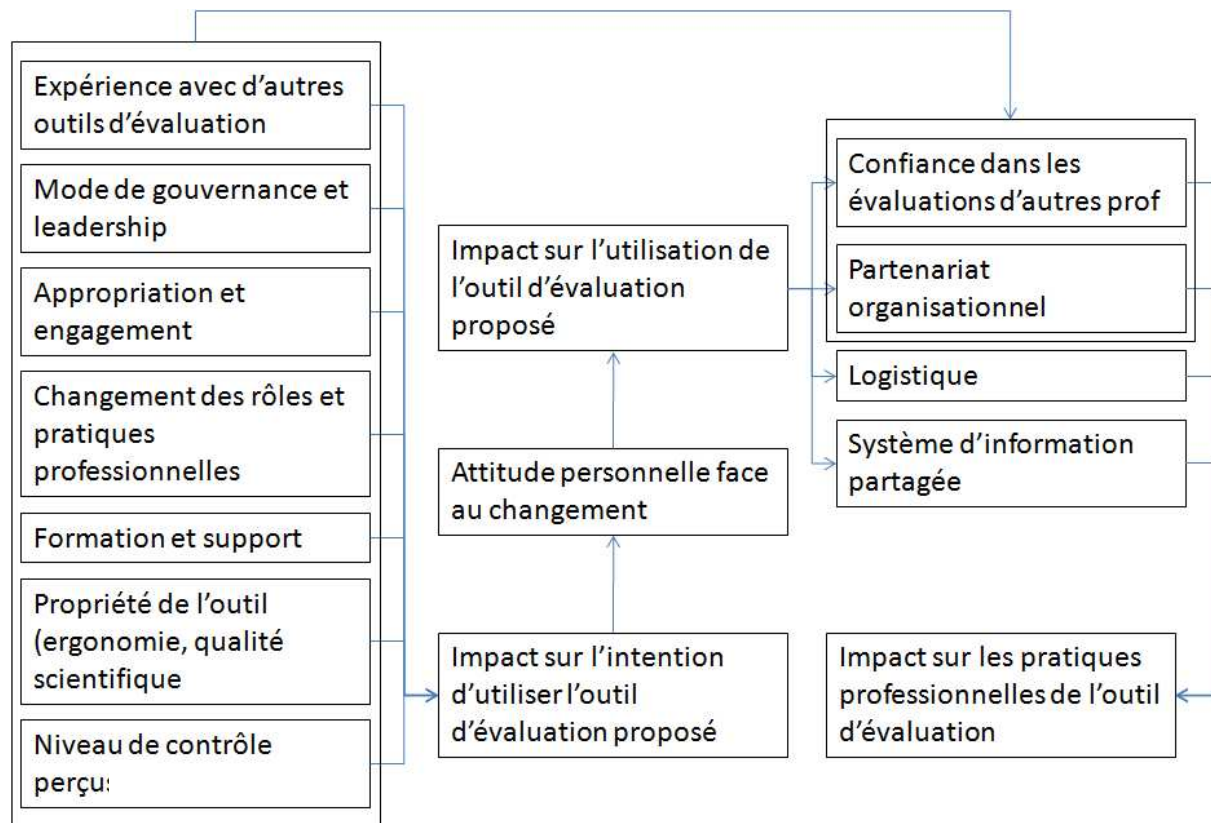 Expérience avec d'autres
outils d'évaluation
Mode de gouvernance et
leadership
Appropriation et
engagement
Changement des rôles et
pratiques
professionnelles
Formation et support
Propriété de l'outil
(ergonomie, qualité
scientifique
Niveau de contrôle
perçus
Impact sur l'utilisation de
l'outil d'évaluation
proposé
Attitude personnelle face
au changement
Impact sur l'intention
d'utiliser l'outil
d'évaluation proposé
Confiance dans les
évaluations d'autres prof
Partenariat
organisationnel
Logistique
Système d'information
partagée
Impact sur les pratiques
professionnelles de l'outil
d'évaluation